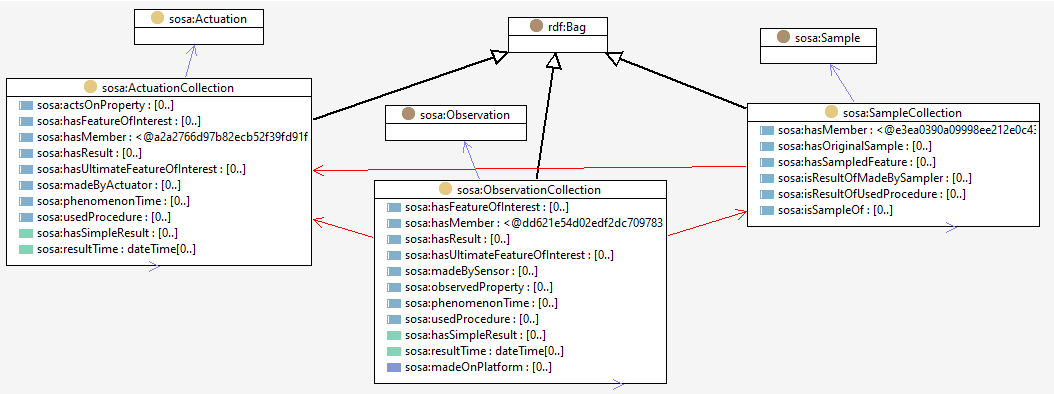 sosa:Actuation
rdf:Bag
sosa:Sample
sosa:ActuationCollection
sosa:actsOnProperty : [0..]
sosa:hasFeatureOfInterest : [0..]
sosa:hasMember : <@a2a2766d97b82ecb52f39fd91f
sosa:hasResult : [0..]
sosa:hasUltimateFeatureOfInterest : [0..]
sosa:madeByActuator : [0..]
sosa:phenomenonTime : [0..]
sosa:usedProcedure : [0..]
sosa:hasSimpleResult : [0..]
sosa:resultTime : dateTime[0..]
sosa:Observation
sosa:ObservationCollection
sosa:hasFeatureOfInterest : [0..]
sosa:hasMember : <@dd621e54d02edf2dc709783
sosa:hasResult : [0..]
sosa:hasUltimateFeatureOfInterest : [0..]
sosa:madeBySensor : [0..]
sosa:observedProperty : [0..]
sosa:phenomenonTime : [0..]
sosa:usedProcedure : [0..]
sosa:hasSimpleResult : [0..]
sosa:resultTime : dateTime[0..]
sosa:madeOnPlatform : [0..]
sosa:SampleCollection
sosa:hasMember : <@e3ea0390a09998ee212e0c43
sosa:hasOriginalSample : [0..]
sosa:hasSampledFeature : [0..]
sosa:isResultOfMadeBySampler : [0..]
sosa:isResultOfUsedProcedure : [0..]
sosa:isSampleOf : [0..]